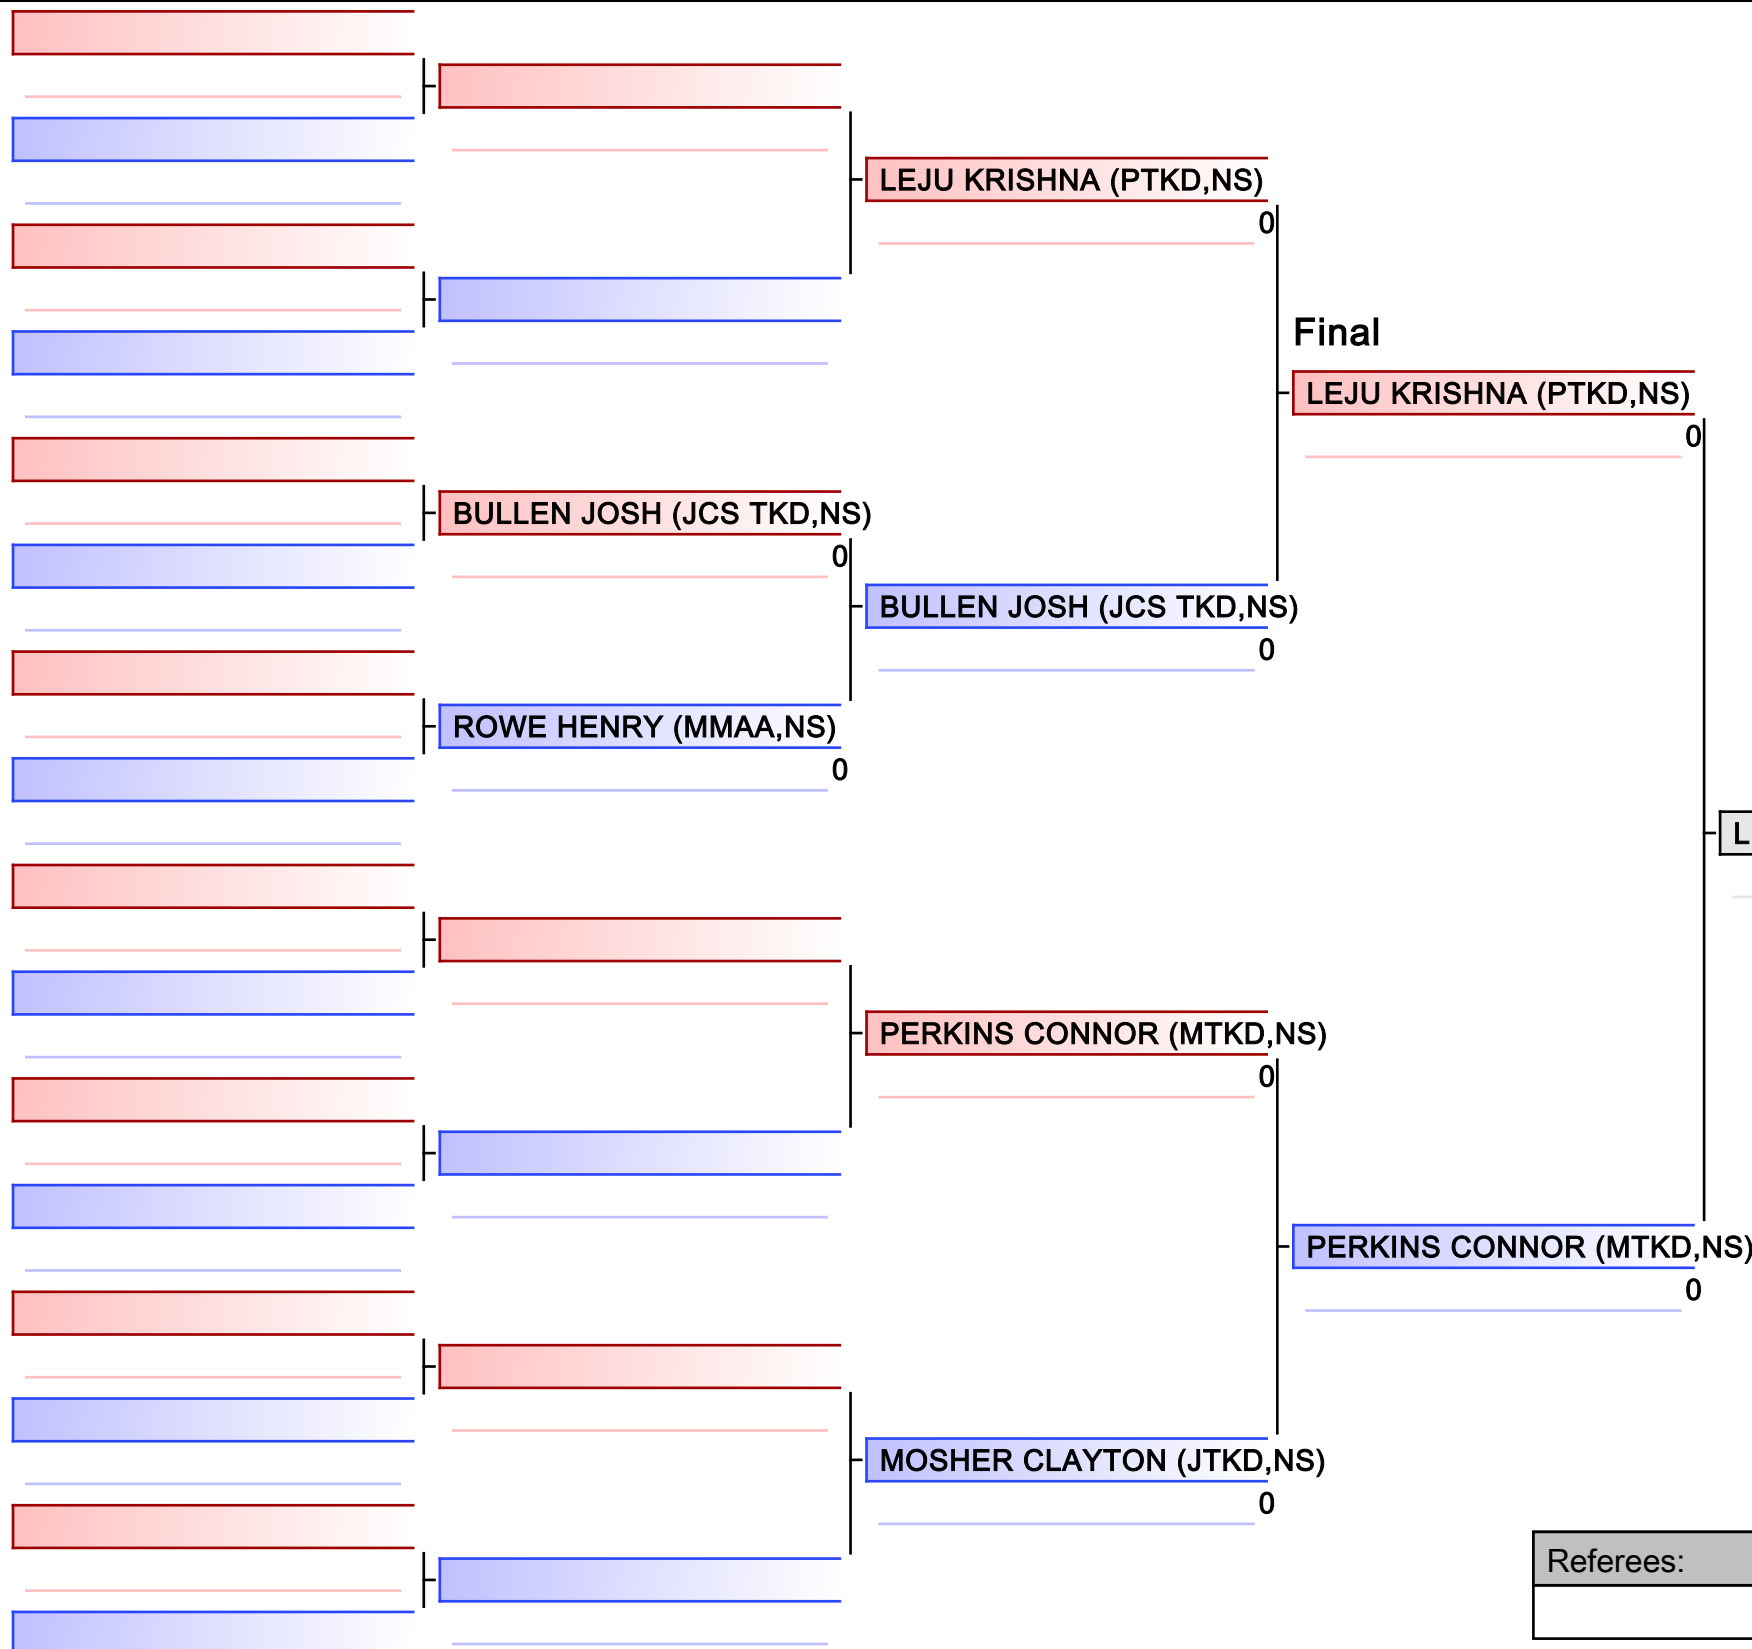 LEJU KRISHNA (PTKD,NS)
0
Final
LEJU KRISHNA (PTKD,NS)
0
BULLEN JOSH (JCS TKD,NS)
0
BULLEN JOSH (JCS TKD,NS)
0
ROWE HENRY (MMAA,NS)
0
L
PERKINS CONNOR (MTKD,NS)
0
PERKINS CONNOR (MTKD,NS)
0
MOSHER CLAYTON (JTKD,NS)
0
Referees: